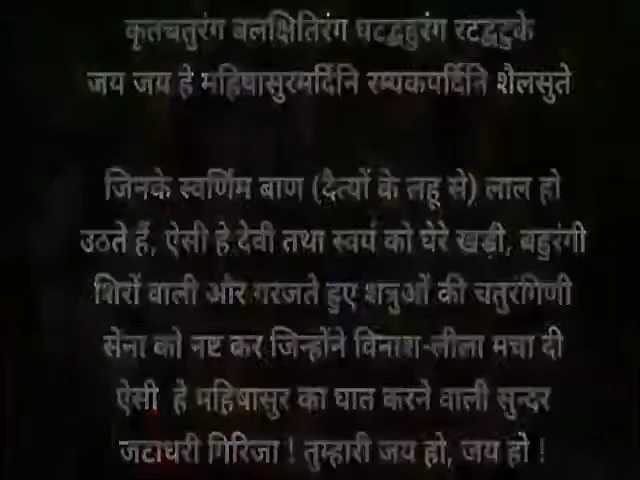 कृतचतुरंग बलक्षितिरंग घटद्बहुरंग रटद्बटुके
जय जय हे महिषासुरमर्दिनि रम्यकपर्दिनि शैलसुते
जिनके स्वर्णिम बाण (दैत्यों के लहू से) लाल हो
उठते हैं, ऐसी हे देवी तथा स्वयं को घेरे खड़ी, बहुरंगी
शिरों वाली और गरजते हुए शत्रुओं की चतुरंगिणी
सेना को नष्ट कर जिन्होंने विनाश-लीला मचा दी
ऐसी हे महिषासुर का घात करने वाली सुन्दर
जटाधरी गिरिजा ! तुम्हारी जय हो, जय हो !